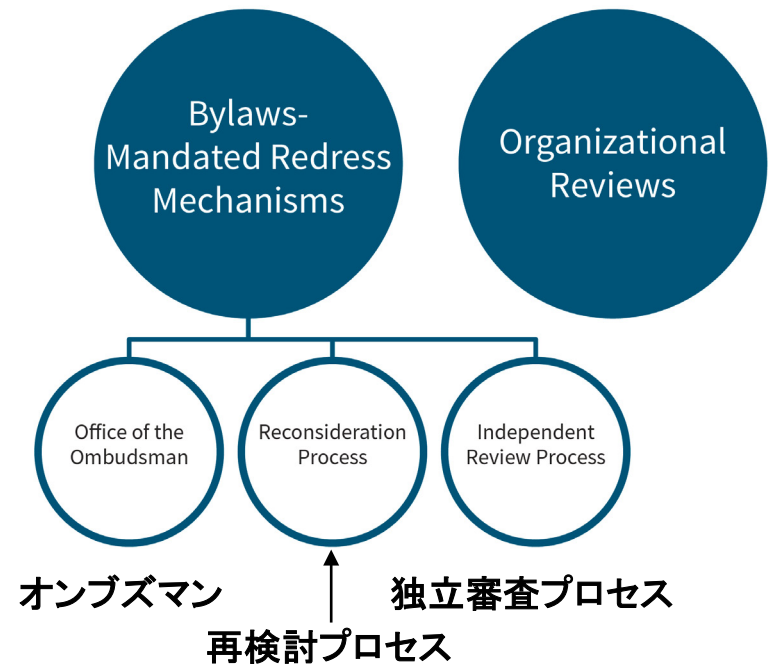 Bylaws-
Mandated Redress
Mechanisms
Organizational
Reviews
Office of the
Ombudsman
Reconsideration
Process
Independent
Review Process
オンブズマン
再検討プロセス
独立審査プロセス